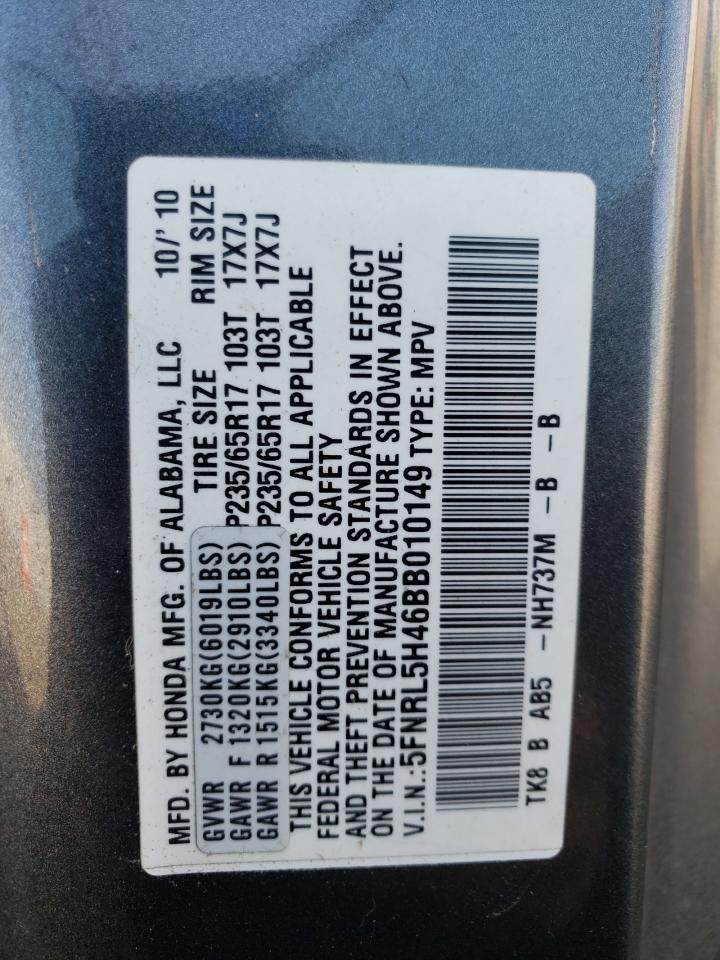 MFD. BY HONDA MFG. OF ALABAMA, LLC 10/' 10
GVWR 2730KG(6019LBS) TIRE SIZE RIM SIZE
GAWR F 1320KG(2910LBS) P235/65R17 103T 17X7J
GAWR R 1515KG(3340LBS) P235/65R17 103T 17X7J
THIS VEHICLE CONFORMS TO ALL APPLICABLE
FEDERAL MOTOR VEHICLE SAFETY
AND THEFT PREVENTION STANDARDS IN EFFECT
ON THE DATE OF MANUFACTURE SHOWN ABOVE.
V.I.N.:5FNRL5H46BB010149 TYPE: MPV
TK8 B AB5 -NH737M -B -B